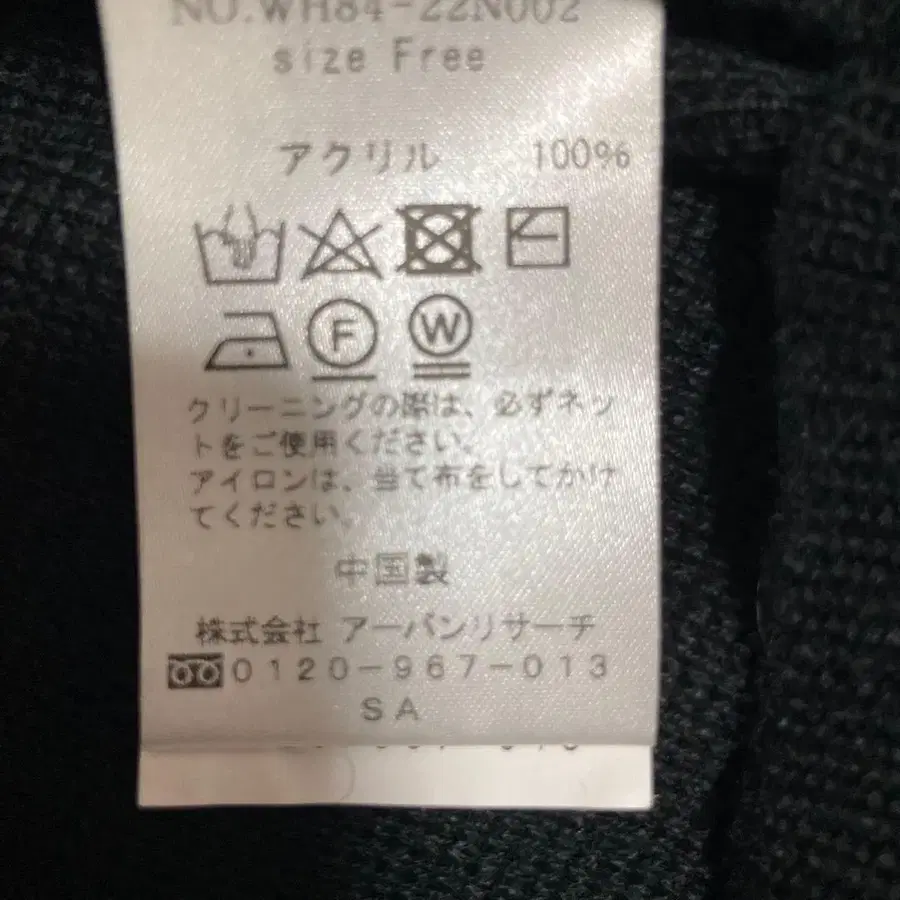 NO.WH84-22N002
size Free
アクリル 100%
F W
クリーニングの際は、必ずネッ
トをご使用ください。
アイロンは、当て布をしてかけ
てください。
中国製
株式会社 アーバンリサーチ
0120-967-013
SA